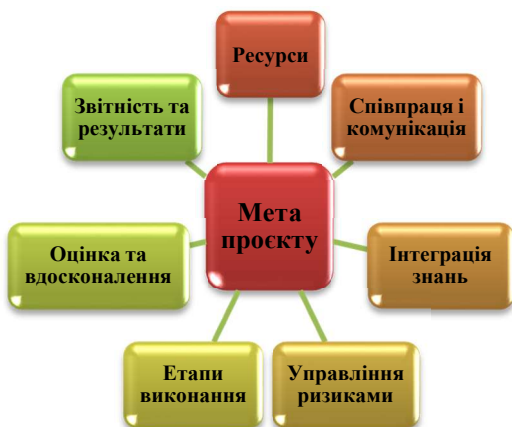 Ресурси
Співпраця і
комунікація
Інтеграція
знань
Управління
ризиками
Етапи
виконання
Оцінка та
вдосконалення
Звітність та
результати
Мета
проєкту